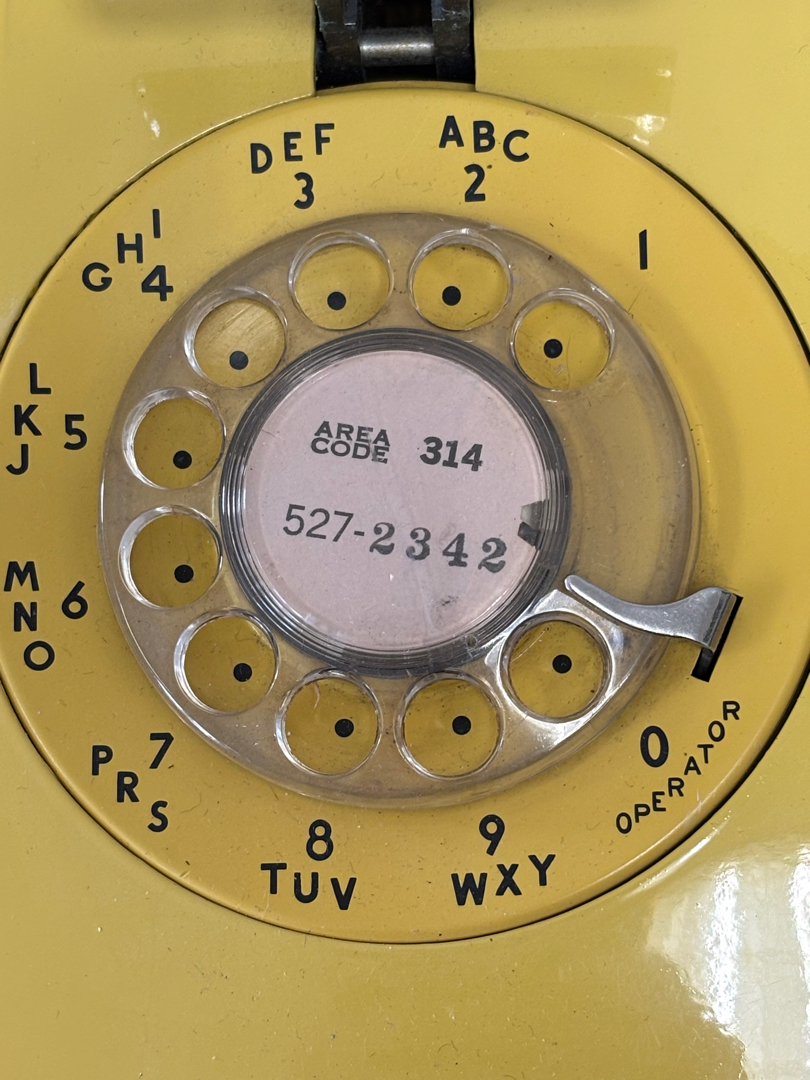 ABC
2
DEF
3
1
GHI
4
JKL
5
MNO
6
PRS
7
TUV
8
WXY
9
0
OPERATOR
AREA CODE 314
527-2342